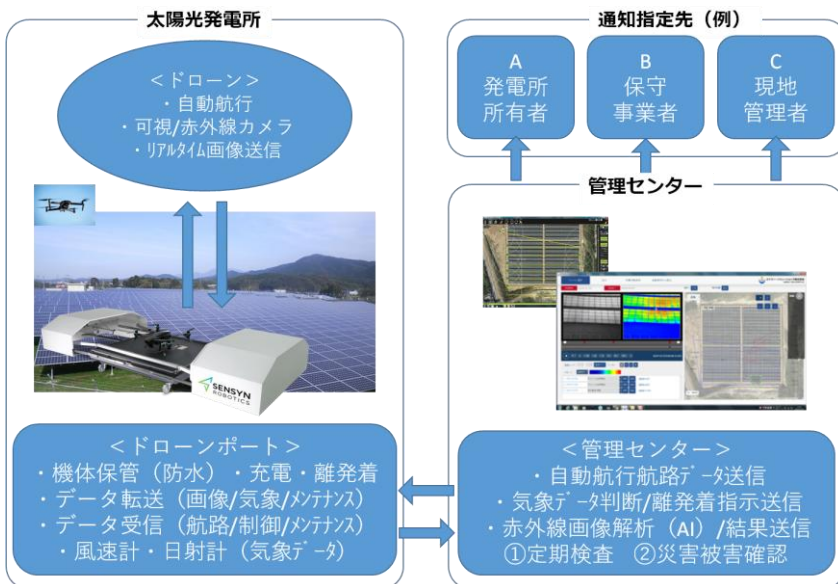 太陽光発電所
＜ドローン＞
・自動航行
・可視/赤外線カメラ
・ﾘｱﾙﾀｲﾑ画像送信
SENSYN
ROBOTICS
＜ドローンポート＞
・機体保管（防水）・充電・離発着
・データ転送（画像/気象/ﾒﾝﾃﾅﾝｽ）
・データ受信（航路/制御/ﾒﾝﾃﾅﾝｽ）
・風速計・日射計（気象ﾃﾞｰﾀ）
通知指定先（例）
A
発電所
所有者
B
保守
事業者
C
現地
管理者
管理センター
＜管理センター＞
・自動航行航路ﾃﾞｰﾀ送信
・気象ﾃﾞｰﾀ判断/離発着指示送信
・赤外線画像解析（AI）/結果送信
①定期検査　②災害被害確認